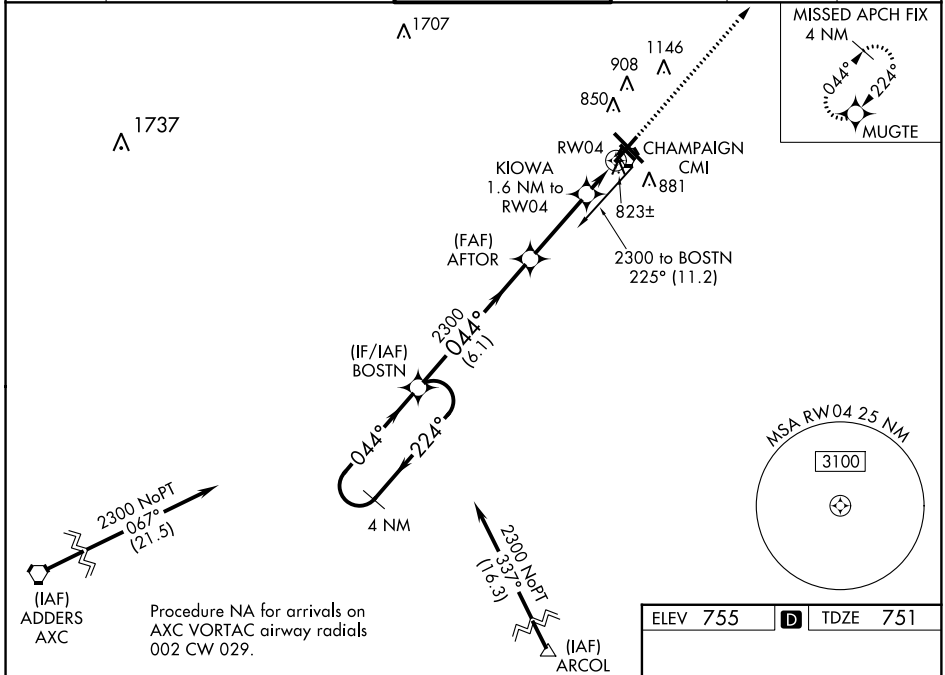 1707
1737
1146
908
850
MISSED APCH FIX
4 NM
044°
224°
MUGTE
RW04
CHAMPAIGN
CMI
KIOWA
1.6 NM to
RW04
881
823±
(FAF)
AFTOR
2300 to BOSTN
225° (11.2)
2300
044°
(6.1)
(IF/IAF)
BOSTN
044°
224°
4 NM
MSA RW04 25 NM
3100
2300 NoPT
067°
(21.5)
2300 NoPT
337°
(16.3)
(IAF)
ADDERS
AXC
Procedure NA for arrivals on
AXC VORTAC airway radials
002 CW 029.
(IAF)
ARCOL
ELEV 755 D TDZE 751